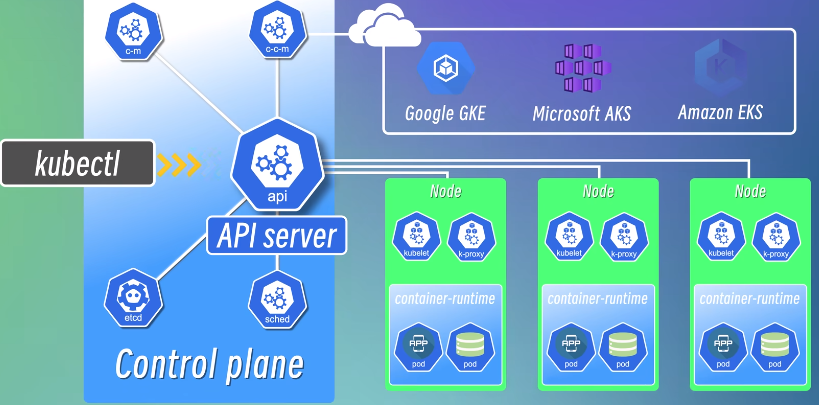 c-m
c-c-m
Google GKE
Microsoft AKS
Amazon EKS
kubectl
api
API server
etcd
sched
Control plane
Node
kubelet
k-proxy
container-runtime
APP
pod
pod
Node
kubelet
k-proxy
container-runtime
APP
pod
pod
Node
kubelet
k-proxy
container-runtime
APP
pod
pod